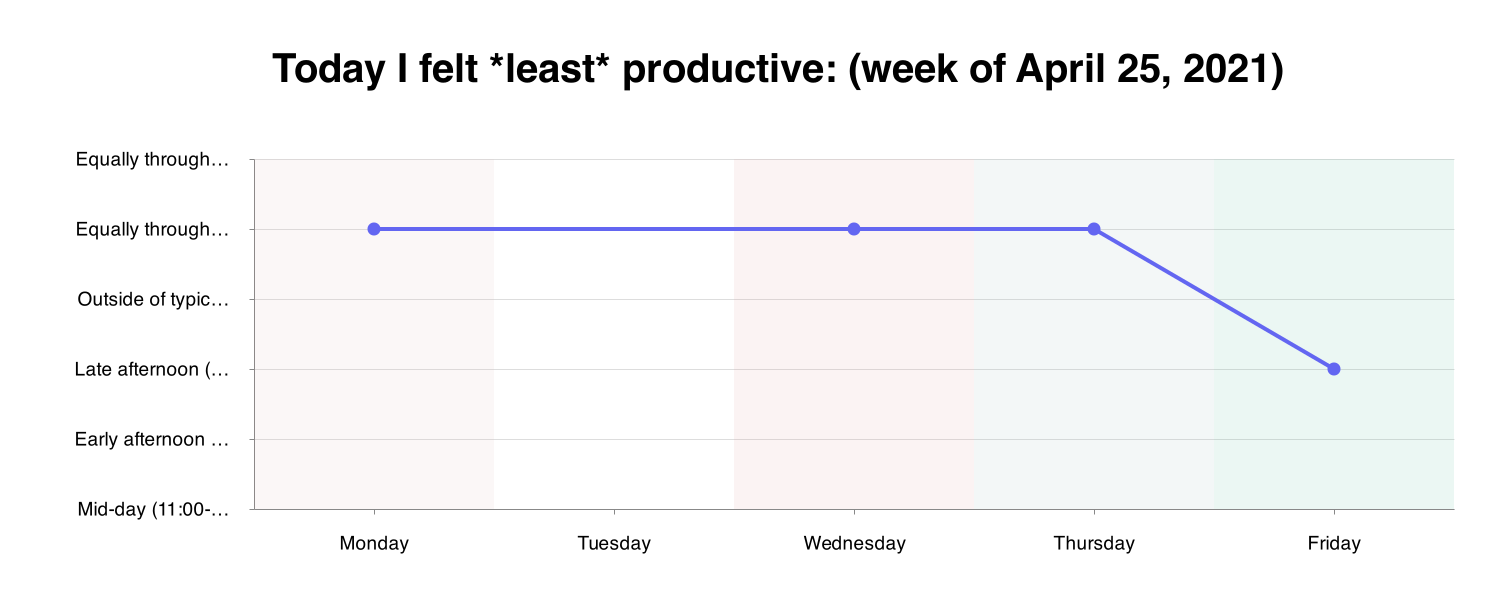 Today I felt *least* productive: (week of April 25, 2021)
Equally through…
Equally through…
Outside of typic…
Late afternoon (…
Early afternoon …
Mid-day (11:00-…
Monday Tuesday Wednesday Thursday Friday